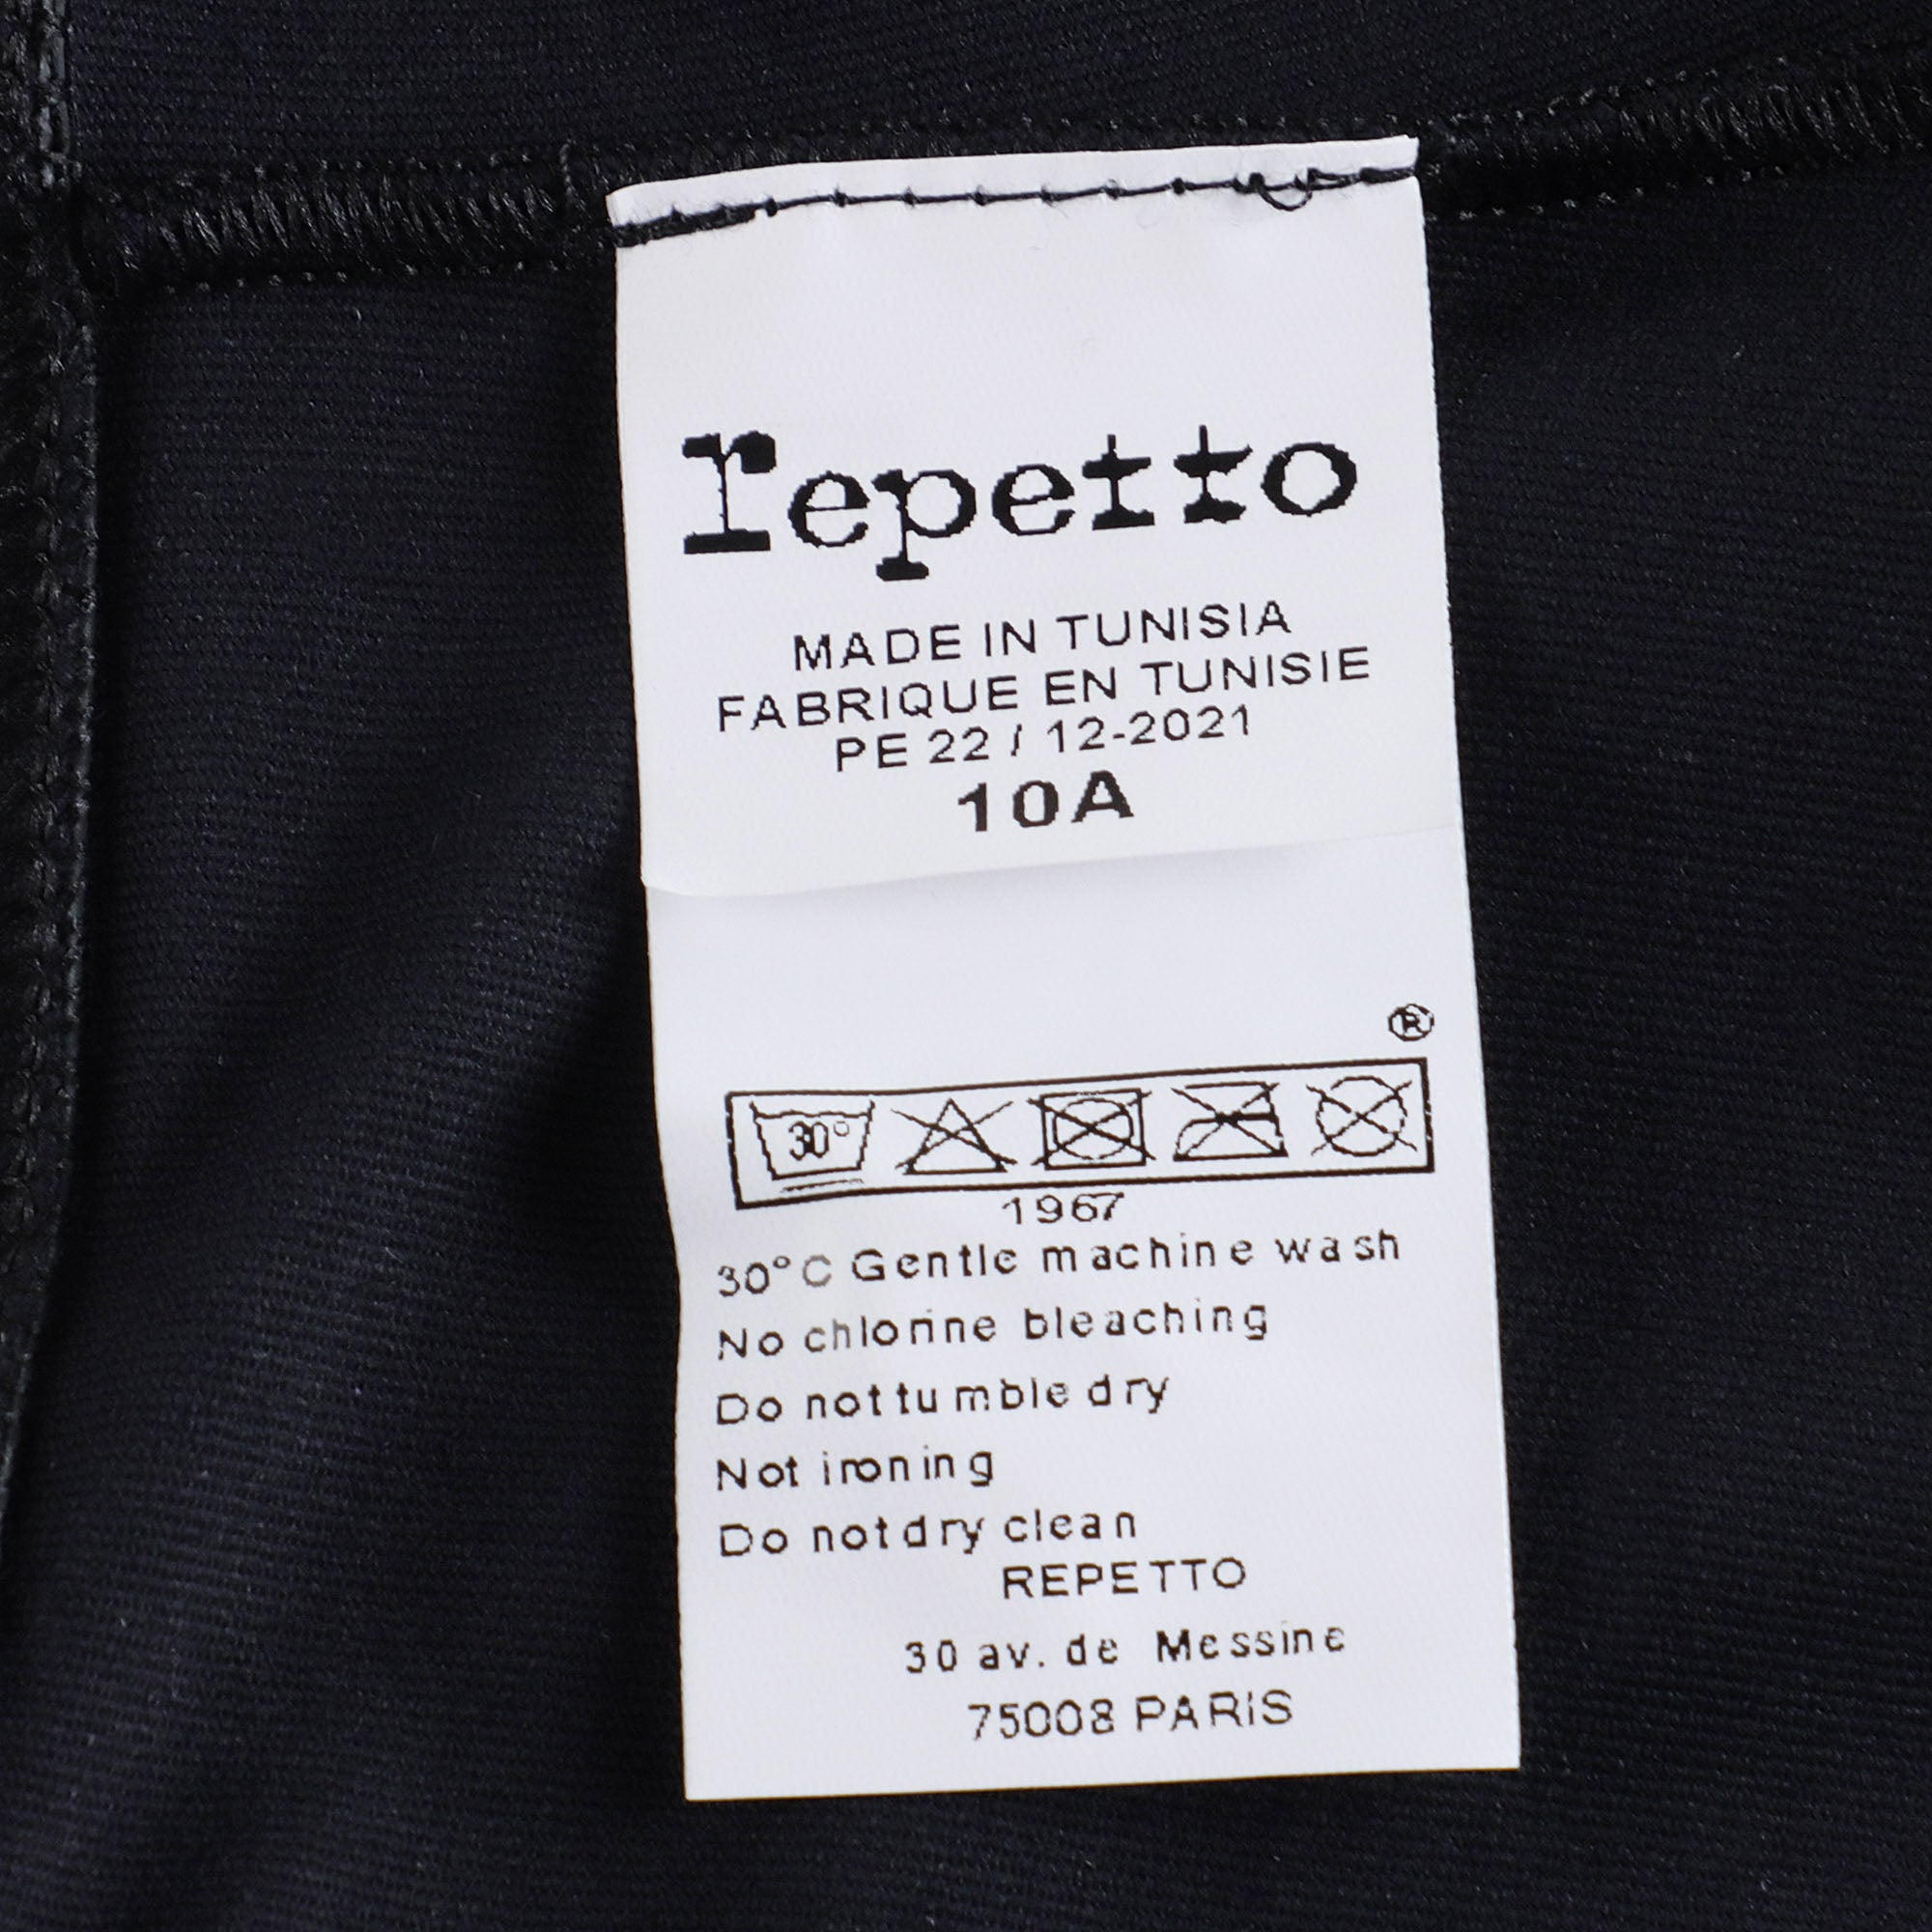 repetto
MADE IN TUNISIA
FABRIQUE EN TUNISIE
PE 22 / 12-2021
10A
®
30°
1967
30°C Gentle machine wash
No chlorine bleaching
Do not tumble dry
Not ironing
Do not dry clean
REPETTO
30 av. de Messine
75008 PARIS